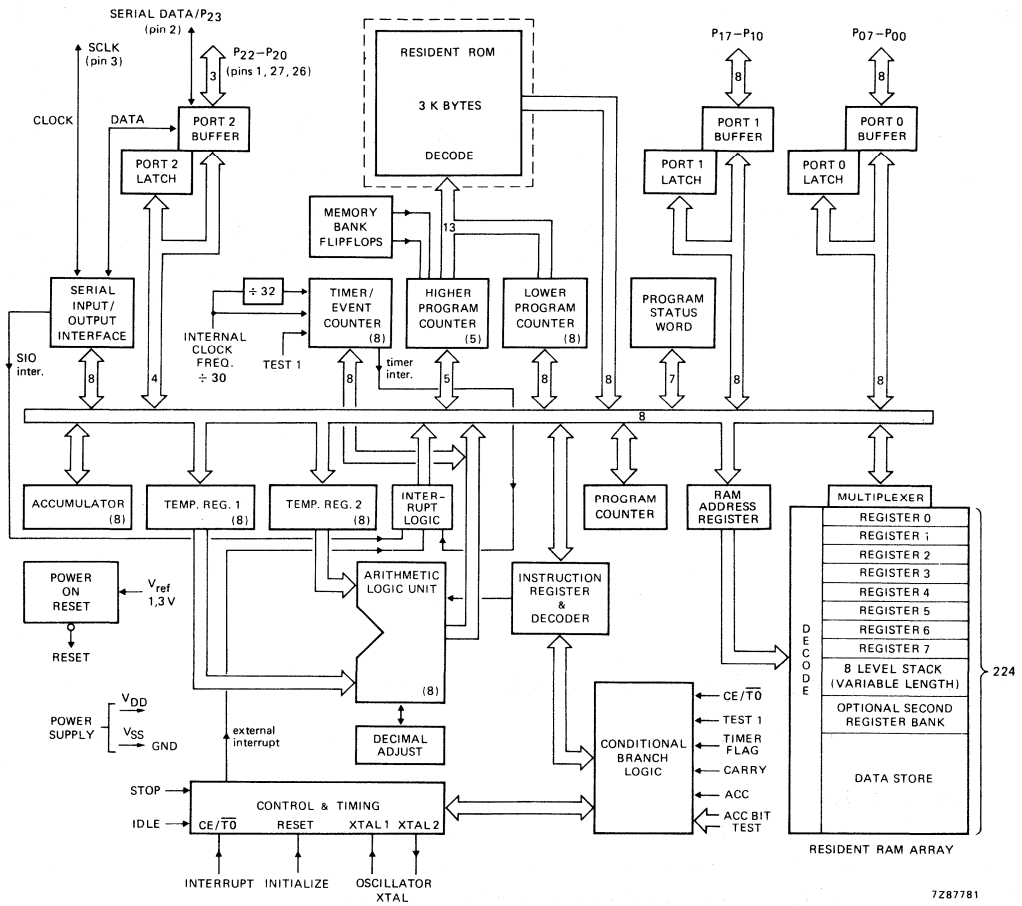 SERIAL DATA/P23
(pin 2)
SCLK
(pin 3)
P22–P20
(pins 1, 27, 26)
3
CLOCK
DATA
PORT 2
BUFFER
PORT 2
LATCH
RESIDENT ROM
3 K BYTES
DECODE
P17–P10
8
PORT 1
BUFFER
PORT 1
LATCH
P07–P00
8
PORT 0
BUFFER
PORT 0
LATCH
MEMORY
BANK
FLIPFLOPS
13
SERIAL
INPUT/
OUTPUT
INTERFACE
÷ 32
INTERNAL
CLOCK
FREQ.
÷ 30
TEST 1
TIMER/
EVENT
COUNTER
(8)
HIGHER
PROGRAM
COUNTER
(5)
LOWER
PROGRAM
COUNTER
(8)
PROGRAM
STATUS
WORD
SIO
inter.
timer
inter.
8
4
8
5
8
8
7
8
8
8
ACCUMULATOR
(8)
TEMP. REG. 1
(8)
TEMP. REG. 2
(8)
INTER-
RUPT
LOGIC
PROGRAM
COUNTER
RAM
ADDRESS
REGISTER
MULTIPLEXER
REGISTER 0
REGISTER 1
REGISTER 2
REGISTER 3
REGISTER 4
REGISTER 5
REGISTER 6
REGISTER 7
8 LEVEL STACK
(VARIABLE LENGTH)
OPTIONAL SECOND
REGISTER BANK
DATA STORE
DECODE
224
RESIDENT RAM ARRAY
POWER
ON
RESET
Vref
1,3 V
RESET
ARITHMETIC
LOGIC UNIT
(8)
INSTRUCTION
REGISTER
&
DECODER
POWER
SUPPLY
VDD
VSS
GND
external
interrupt
DECIMAL
ADJUST
CONDITIONAL
BRANCH
LOGIC
CE/T̅0̅
TEST 1
TIMER
FLAG
CARRY
ACC
ACC BIT
TEST
STOP
IDLE
CONTROL & TIMING
CE/T̅0̅ RESET XTAL 1 XTAL 2
INTERRUPT INITIALIZE OSCILLATOR
XTAL
7Z87781